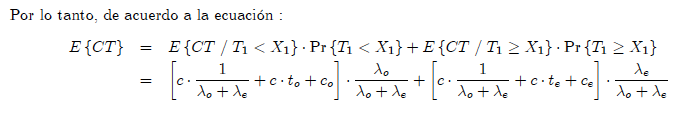 Por lo tanto, de acuerdo a la ecuación :
E {CT} = E {CT / T₁ < X₁} · Pr {T₁ < X₁} + E {CT / T₁ ≥ X₁} · Pr {T₁ ≥ X₁}
= [c · 1/(λₒ + λₑ) + c · tₒ + cₒ] · λₒ/(λₒ + λₑ) + [c · 1/(λₒ + λₑ) + c · tₑ + cₑ] · λₑ/(λₒ + λₑ)